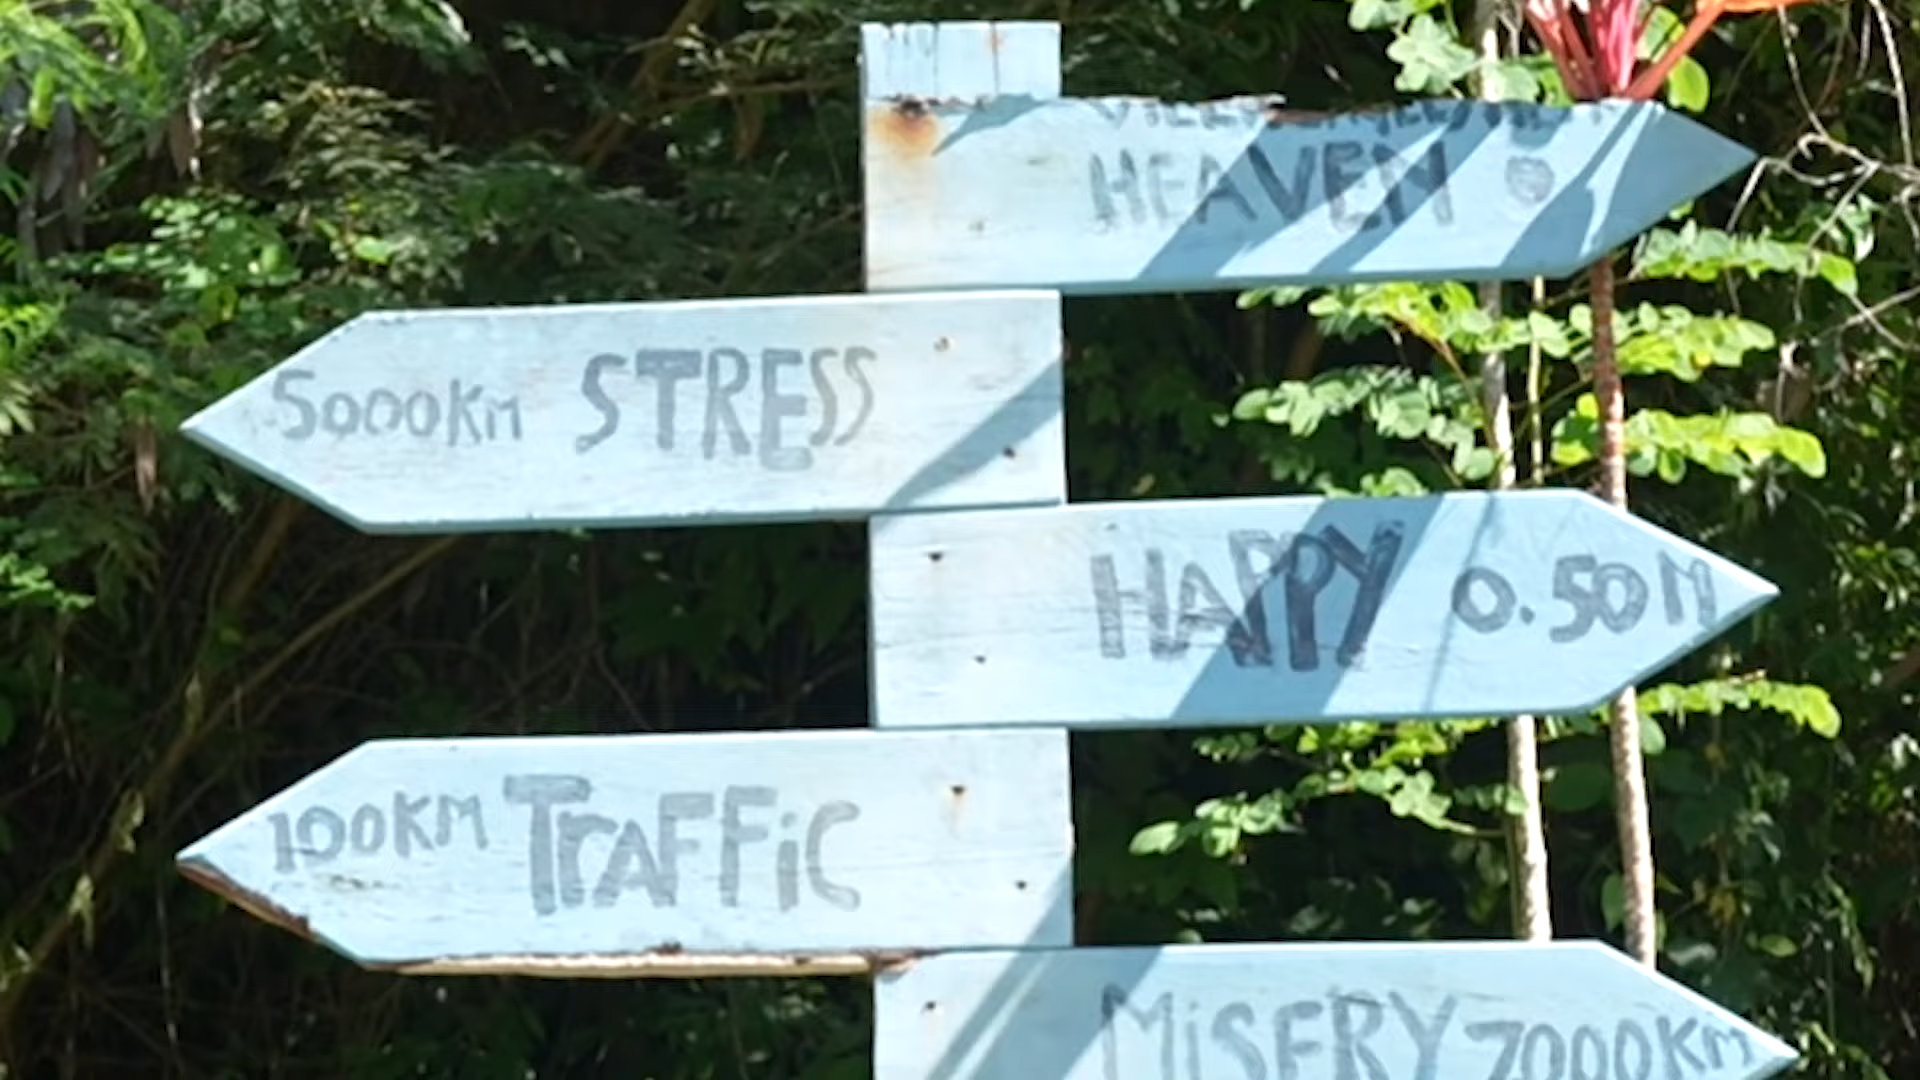 HEAVEN
5000Km STRESS
HAPPY 0.50M
100KM TrAFFiC
MiSERY 7000Km